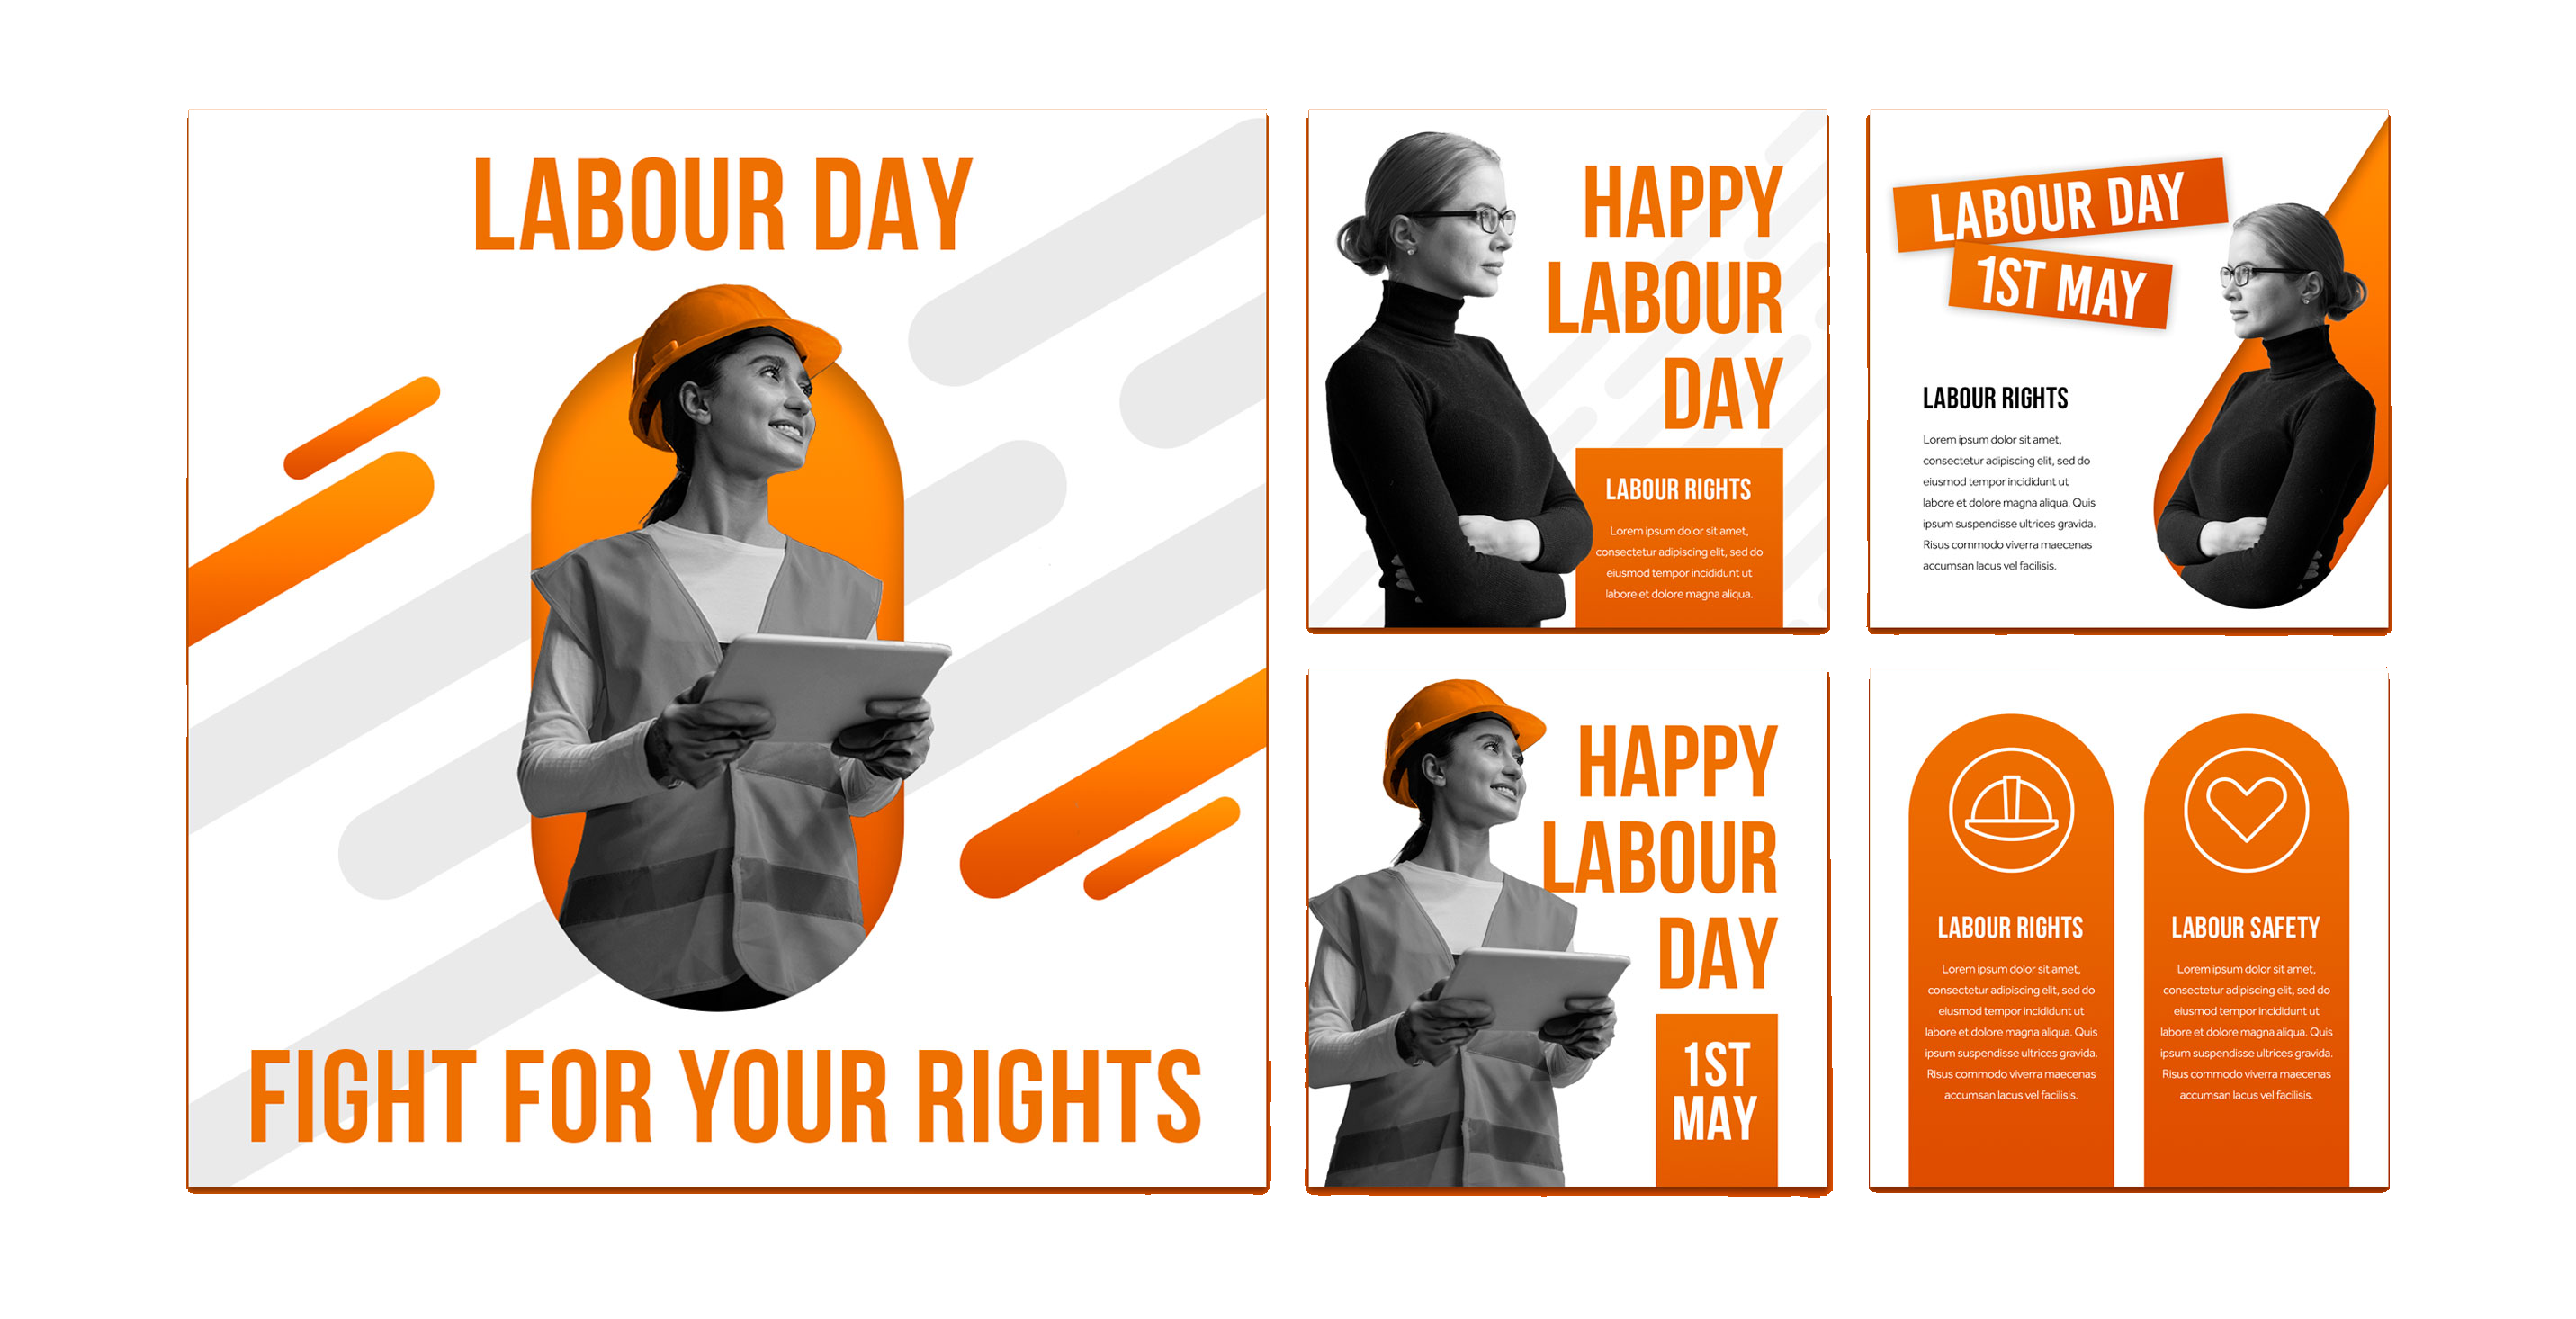 LABOUR DAY
FIGHT FOR YOUR RIGHTS
HAPPY
LABOUR
DAY
LABOUR RIGHTS
Lorem ipsum dolor sit amet,
consectetur adipiscing elit, sed do
eiusmod tempor incididunt ut
labore et dolore magna aliqua.
LABOUR DAY
1ST MAY
LABOUR RIGHTS
Lorem ipsum dolor sit amet,
consectetur adipiscing elit, sed do
eiusmod tempor incididunt ut
labore et dolore magna aliqua. Quis
ipsum suspendisse ultrices gravida.
Risus commodo viverra maecenas
accumsan lacus vel facilisis.
HAPPY
LABOUR
DAY
1ST
MAY
LABOUR RIGHTS
Lorem ipsum dolor sit amet,
consectetur adipiscing elit, sed do
eiusmod tempor incididunt ut
labore et dolore magna aliqua. Quis
ipsum suspendisse ultrices gravida.
Risus commodo viverra maecenas
accumsan lacus vel facilisis.
LABOUR SAFETY
Lorem ipsum dolor sit amet,
consectetur adipiscing elit, sed do
eiusmod tempor incididunt ut
labore et dolore magna aliqua. Quis
ipsum suspendisse ultrices gravida.
Risus commodo viverra maecenas
accumsan lacus vel facilisis.